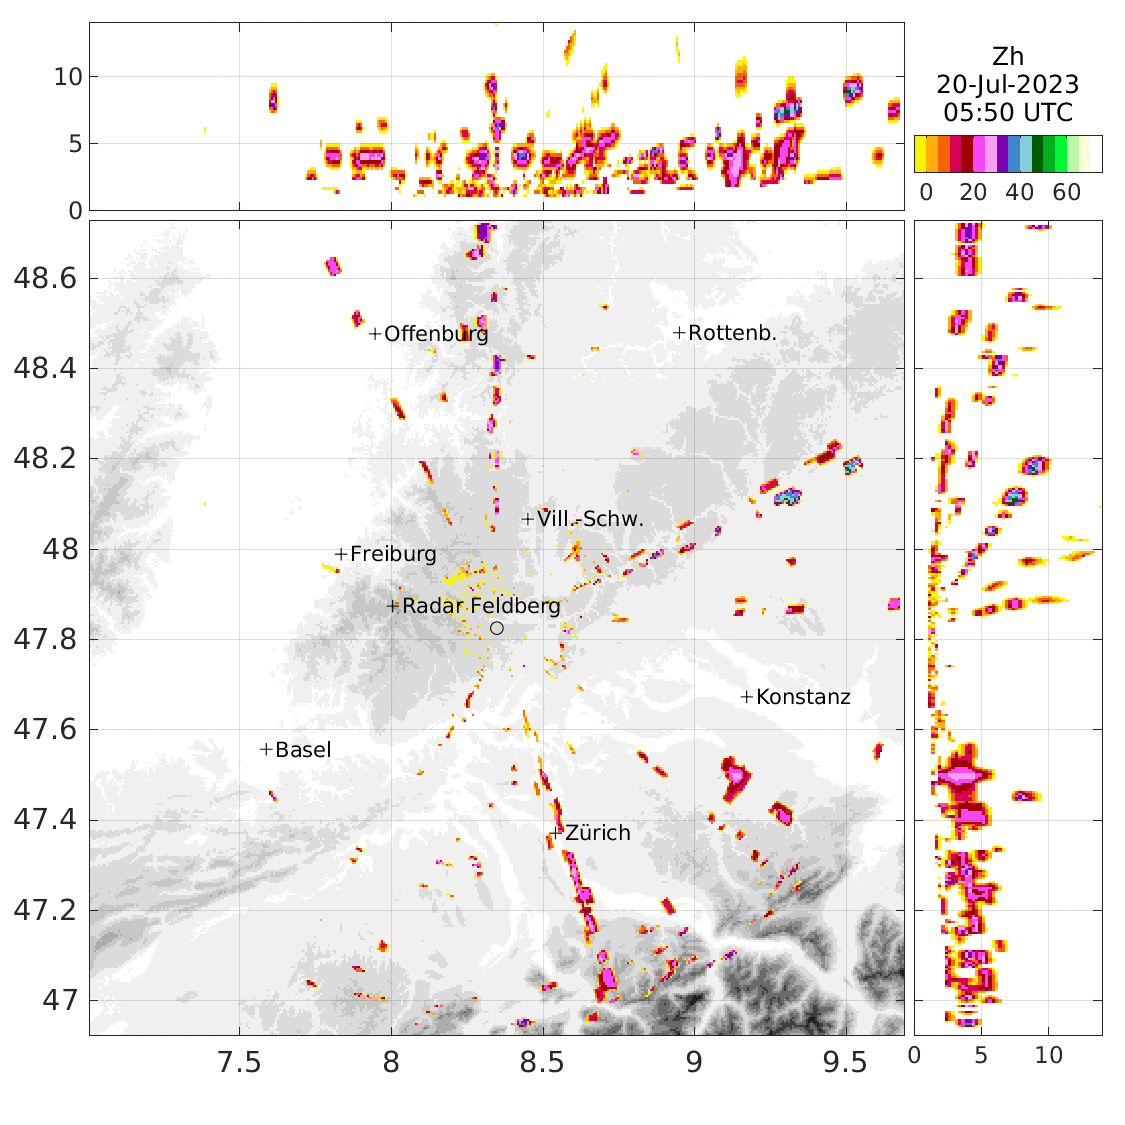 Zh
20-Jul-2023
05:50 UTC
0 20 40 60
10
5
0
48.6
48.4
48.2
48
47.8
47.6
47.4
47.2
47
+Offenburg
+Rottenb.
+Vill.-Schw.
+Freiburg
+Radar Feldberg
+Konstanz
+Basel
+Zürich
7.5 8 8.5 9 9.5
0 5 10